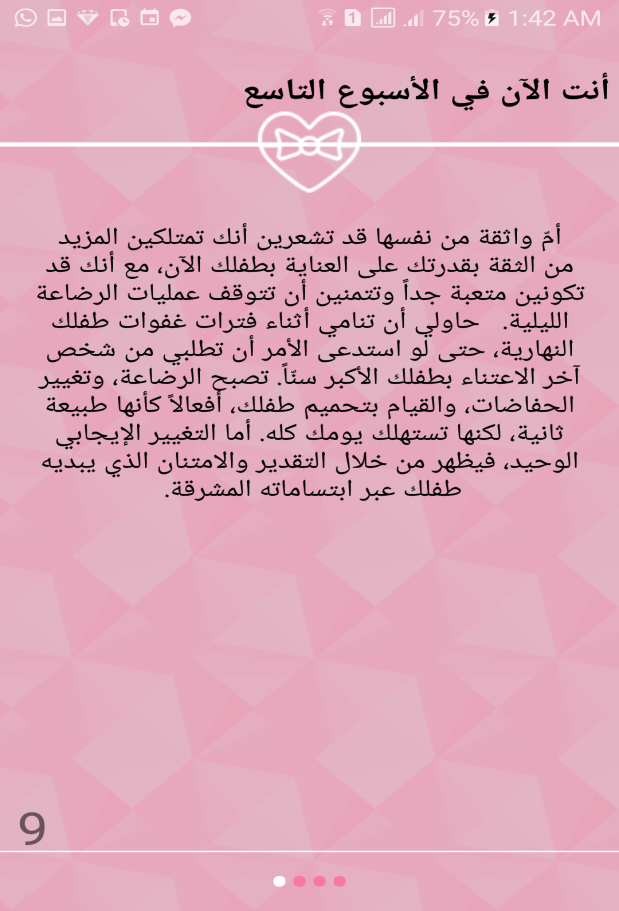 75% 1:42 AM
1
أنت الآن في الأسبوع التاسع
أمّ واثقة من نفسها قد تشعرين أنك تمتلكين المزيد
من الثقة بقدرتك على العناية بطفلك الآن، مع أنك قد
تكونين متعبة جداً وتتمنين أن تتوقف عمليات الرضاعة
الليلية. حاولي أن تنامي أثناء فترات غفوات طفلك
النهارية، حتى لو استدعى الأمر أن تطلبي من شخص
آخر الاعتناء بطفلك الأكبر سنّاً. تصبح الرضاعة، وتغيير
الحفاضات، والقيام بتحميم طفلك، أفعالاً كأنها طبيعة
ثانية، لكنها تستهلك يومك كله. أما التغيير الإيجابي
الوحيد، فيظهر من خلال التقدير والامتنان الذي يبديه
طفلك عبر ابتساماته المشرقة.
9